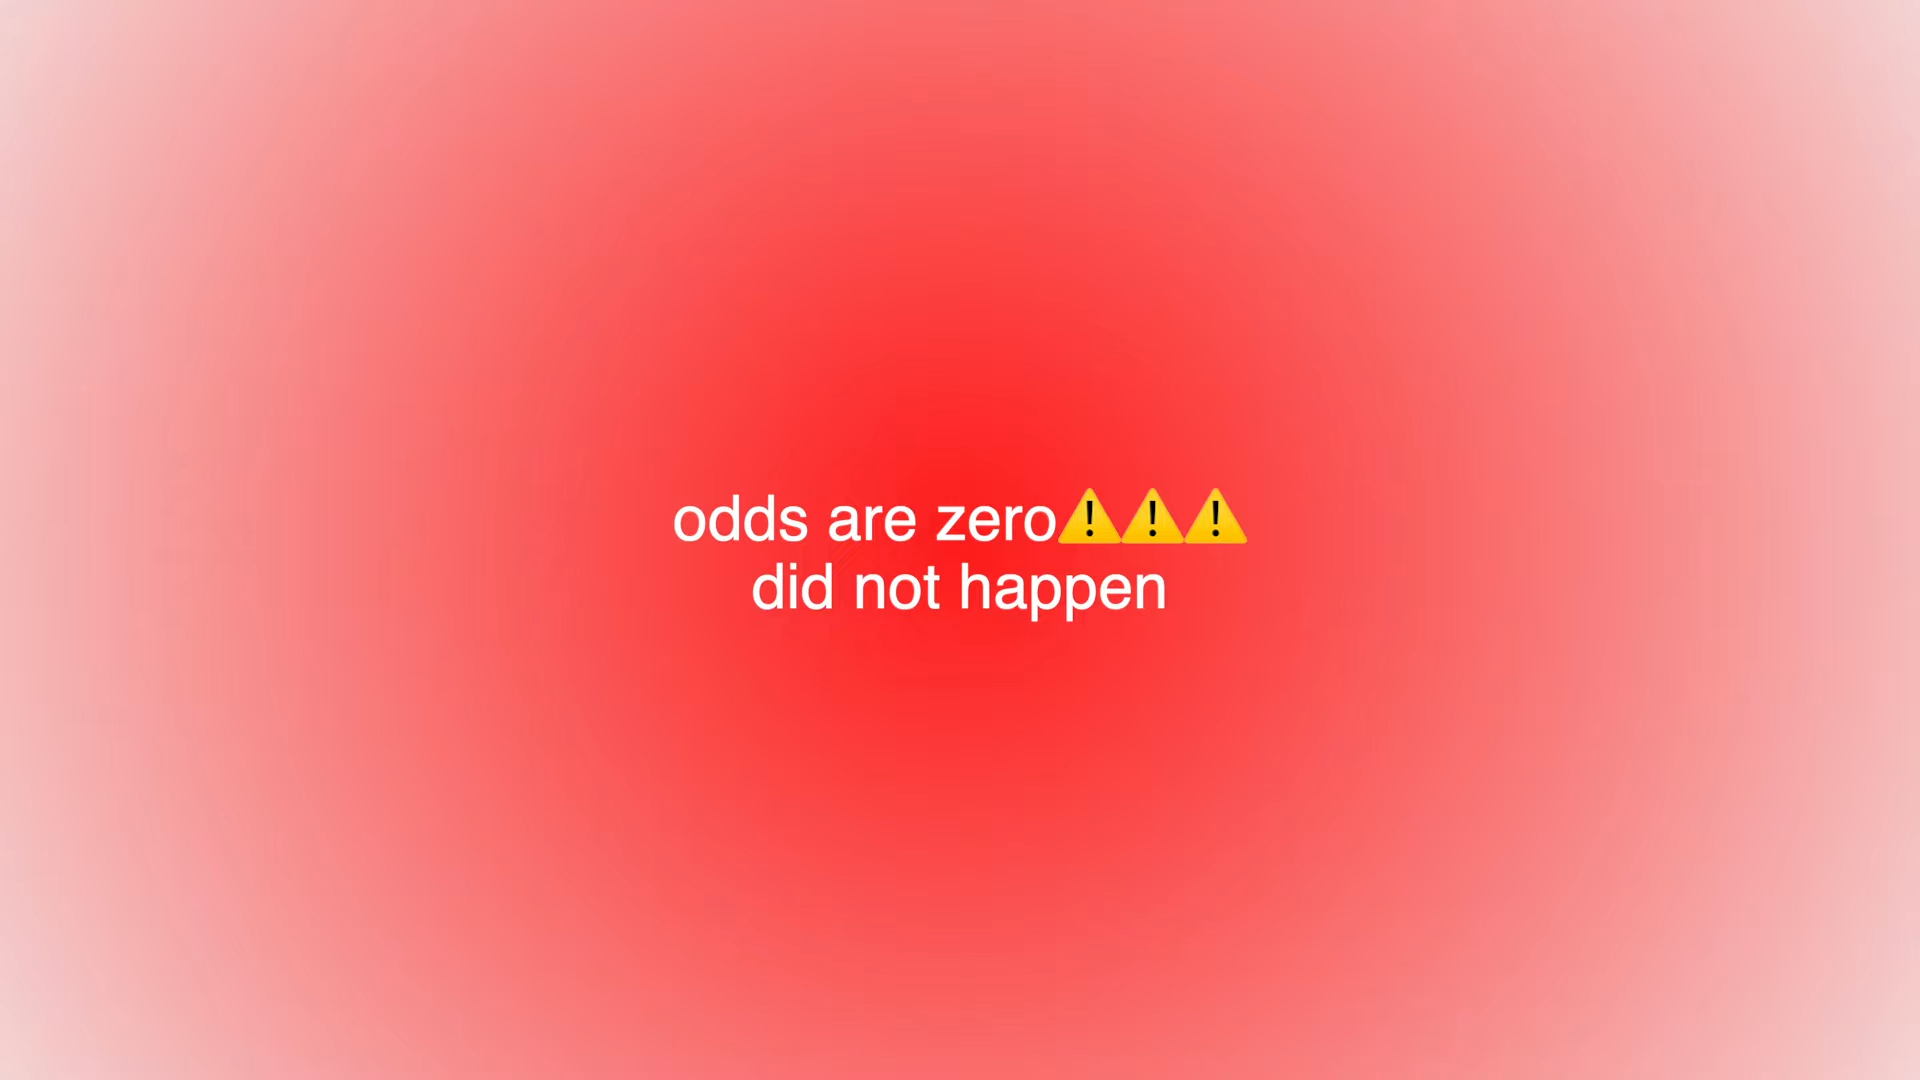 odds are zero⚠️⚠️⚠️
did not happen